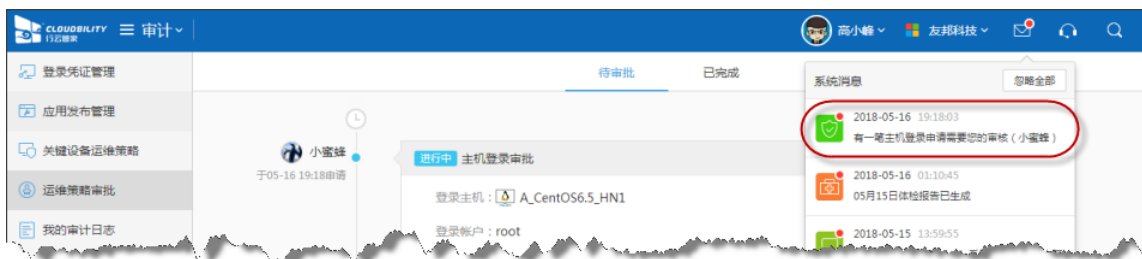 CLOUDBILITY 审计 高小峰 友邦科技
行云管家
登录凭证管理
应用发布管理
关键设备运维策略
运维策略审批
我的审计日志
待审批 已完成
小蜜蜂
于05-16 19:18申请
进行中 主机登录审批
登录主机： A_CentOS6.5_HN1
登录帐户：root
系统消息 忽略全部
2018-05-16 19:18:03
有一笔主机登录申请需要您的审核（小蜜蜂）
2018-05-16 01:10:45
05月15日体检报告已生成
2018-05-15 13:59:55